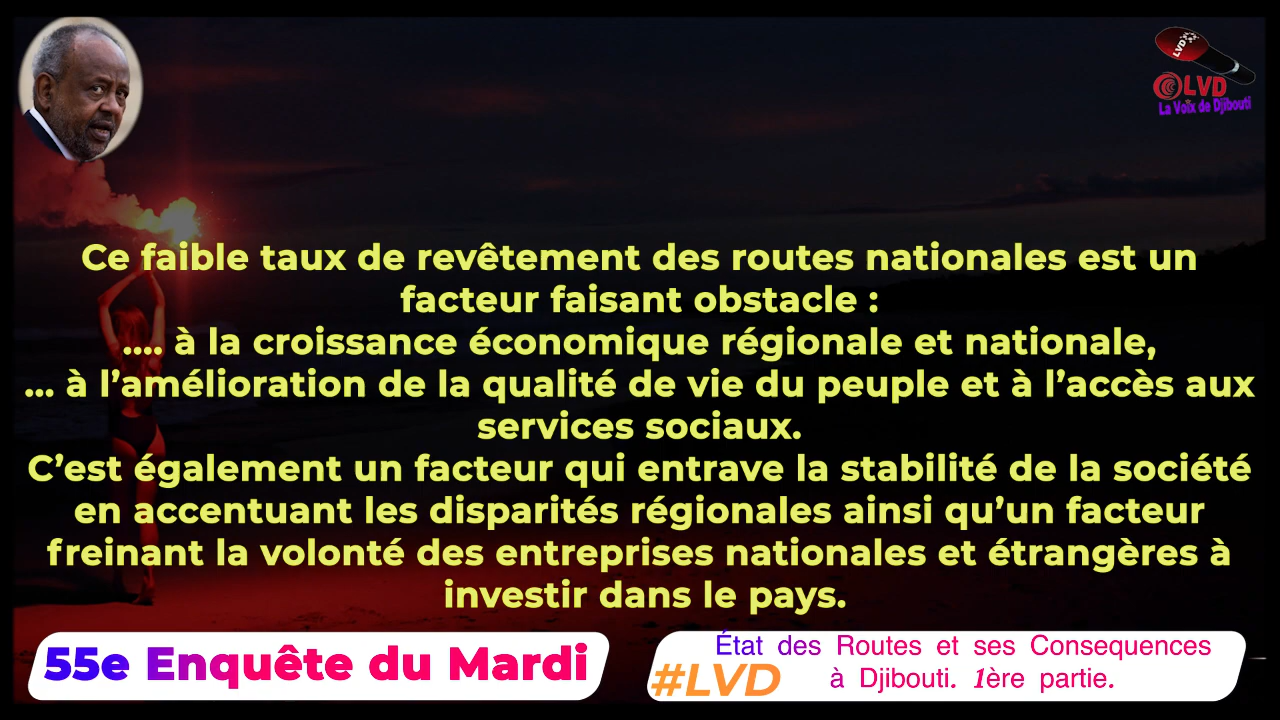 LVD
@LVD
La Voix de Djibouti
Ce faible taux de revêtement des routes nationales est un
facteur faisant obstacle :
.... à la croissance économique régionale et nationale,
... à l’amélioration de la qualité de vie du peuple et à l’accès aux
services sociaux.
C’est également un facteur qui entrave la stabilité de la société
en accentuant les disparités régionales ainsi qu’un facteur
freinant la volonté des entreprises nationales et étrangères à
investir dans le pays.
55e Enquête du Mardi
État des Routes et ses Consequences
à Djibouti. 1ère partie.
#LVD